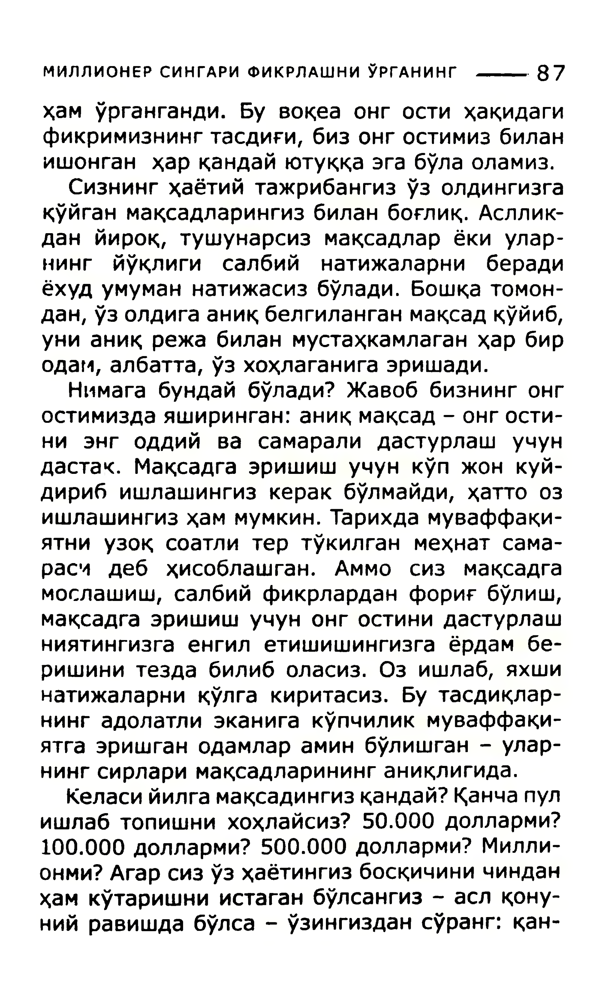 МИЛЛИОНЕР СИНГАРИ ФИКРЛАШНИ ЎРГАНИНГ —— 87
ҳам ўрганганди. Бу воқеа онг ости ҳақидаги
фикримизнинг тасдиғи, биз онг остимиз билан
ишонган ҳар қандай ютуққа эга бўла оламиз.
Сизнинг ҳаётий тажрибангиз ўз олдингизга
қўйган мақсадларингиз билан боғлиқ. Асллик-
дан йироқ, тушунарсиз мақсадлар ёки улар-
нинг йўқлиги салбий натижаларни беради
ёхуд умуман натижасиз бўлади. Бошқа томон-
дан, ўз олдига аниқ белгиланган мақсад қўйиб,
уни аниқ режа билан мустаҳкамлаган ҳар бир
одам, албатта, ўз хоҳлаганига эришади.
Нимага бундай бўлади? Жавоб бизнинг онг
остимизда яширинган: аниқ мақсад – онг ости-
ни энг оддий ва самарали дастурлаш учун
дастак. Мақсадга эришиш учун кўп жон куй-
дириб ишлашингиз керак бўлмайди, ҳатто оз
ишлашингиз ҳам мумкин. Тарихда муваффақи-
ятни узоқ соатли тер тўкилган меҳнат сама-
раси деб ҳисоблашган. Аммо сиз мақсадга
мослашиш, салбий фикрлардан фориғ бўлиш,
мақсадга эришиш учун онг остини дастурлаш
ниятингизга енгил етишишингизга ёрдам бе-
ришини тезда билиб оласиз. Оз ишлаб, яхши
натижаларни қўлга киритасиз. Бу тасдиқлар-
нинг адолатли эканига кўпчилик муваффақи-
ятга эришган одамлар амин бўлишган – улар-
нинг сирлари мақсадларининг аниқлигида.
Келаси йилга мақсадингиз қандай? Қанча пул
ишлаб топишни хоҳлайсиз? 50.000 долларми?
100.000 долларми? 500.000 долларми? Милли-
онми? Агар сиз ўз ҳаётингиз босқичини чиндан
ҳам кўтаришни истаган бўлсангиз – асл қону-
ний равишда бўлса – ўзингиздан сўранг: қан-